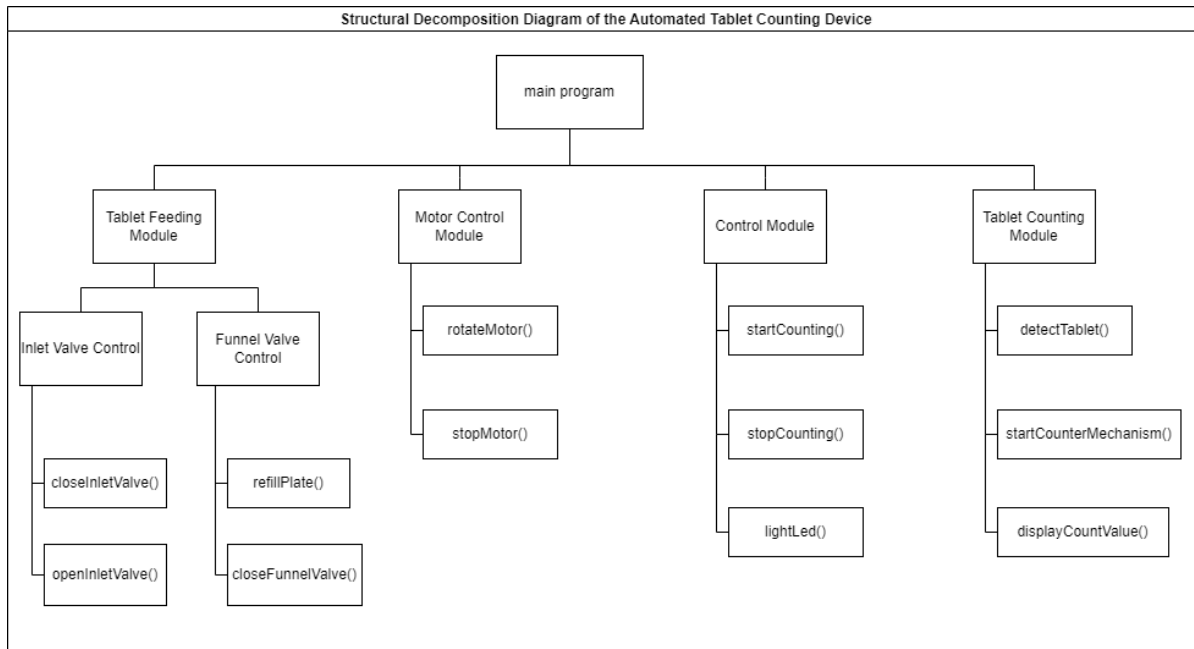 Structural Decomposition Diagram of the Automated Tablet Counting Device
main program
Tablet Feeding
Module
Motor Control
Module
Control Module
Tablet Counting
Module
Inlet Valve Control
Funnel Valve
Control
rotateMotor()
startCounting()
detectTablet()
stopMotor()
stopCounting()
startCounterMechanism()
closeInletValve()
refillPlate()
lightLed()
displayCountValue()
openInletValve()
closeFunnelValve()